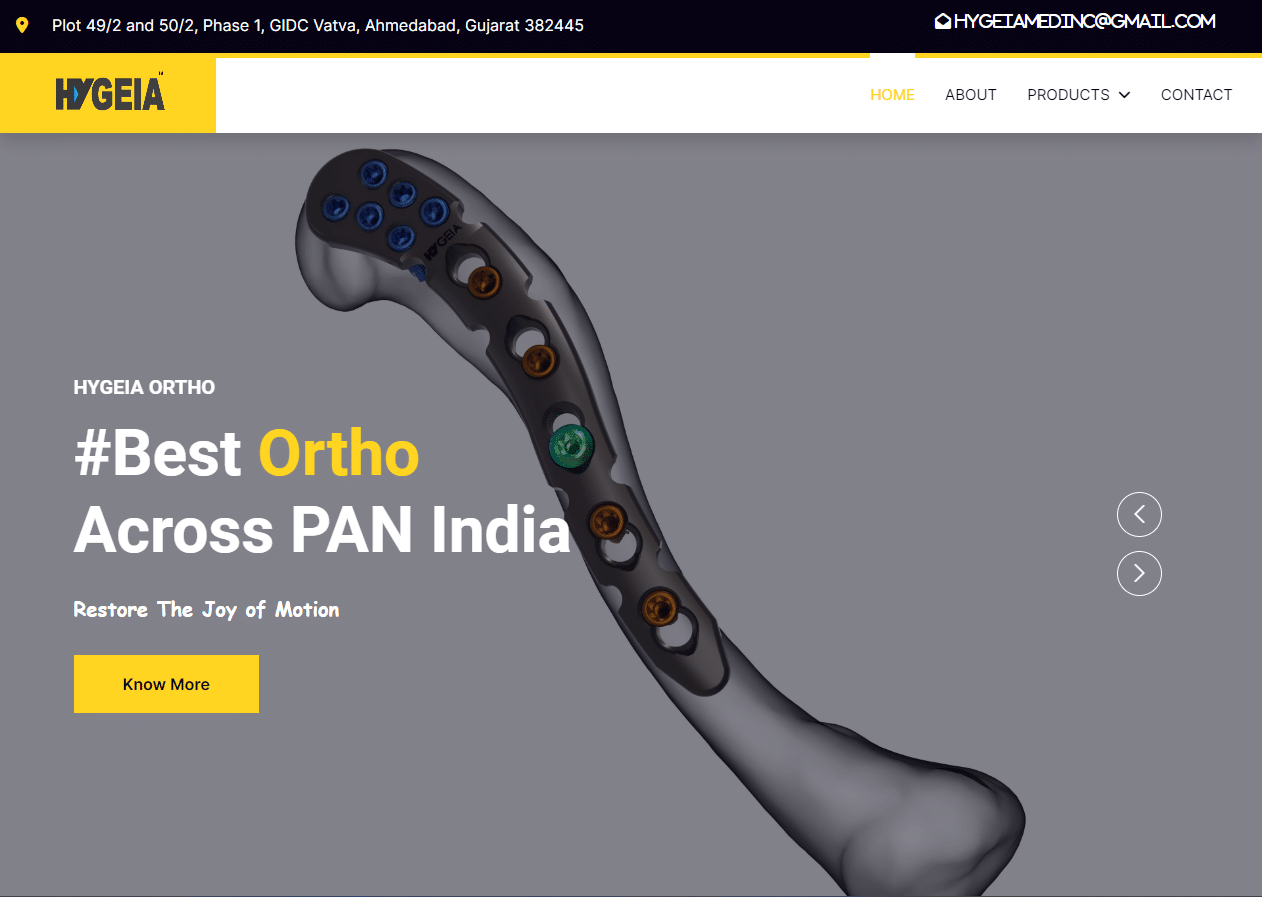 Plot 49/2 and 50/2, Phase 1, GIDC Vatva, Ahmedabad, Gujarat 382445
HYGEIAMEDINC@GMAIL.COM
HYGEIA
HOME ABOUT PRODUCTS CONTACT
HYGEIA
HYGEIA ORTHO
#Best Ortho
Across PAN India
Restore The Joy of Motion
Know More